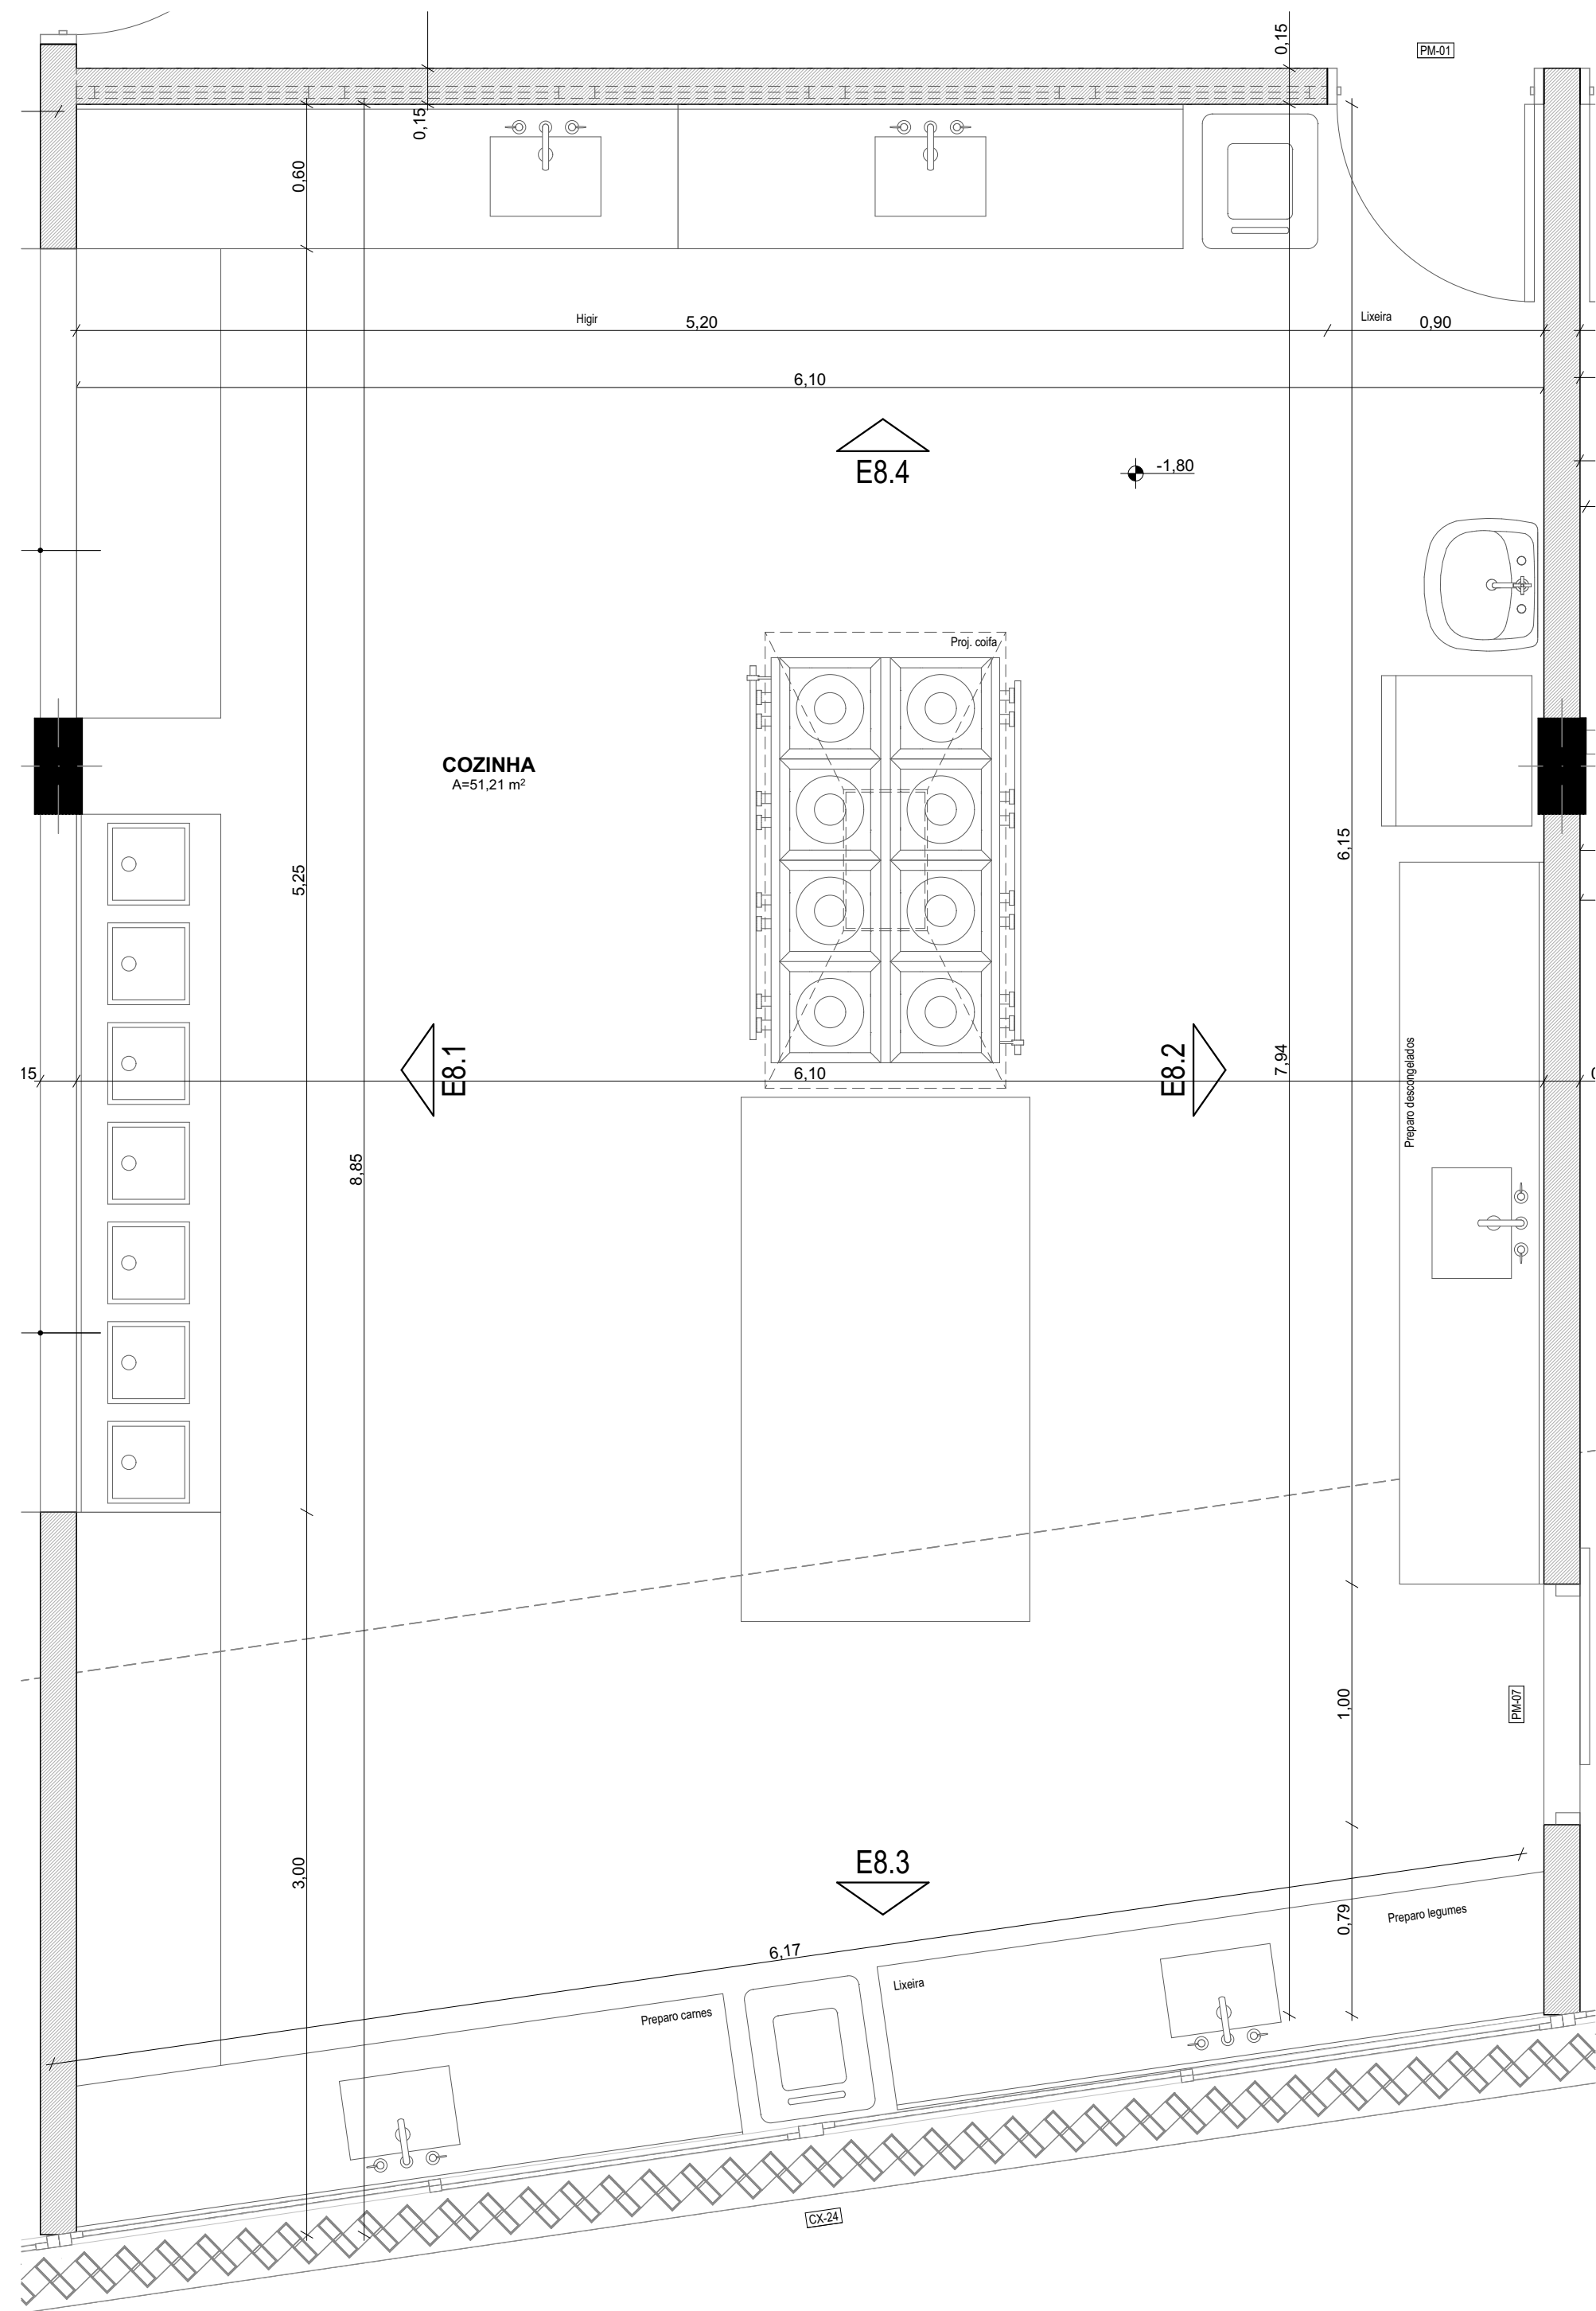 0,15
PM-01
0,15
0,60
Higir
5,20
Lixeira
0,90
6,10
E8.4
-1,80
Proj. coifa
COZINHA
A=51,21 m²
5,25
6,15
E8.1
E8.2
7,94
15
6,10
Preparo descongelados
8,85
1,00
PM-07
3,00
E8.3
0,79
Preparo legumes
6,17
Lixeira
Preparo carnes
CX-24